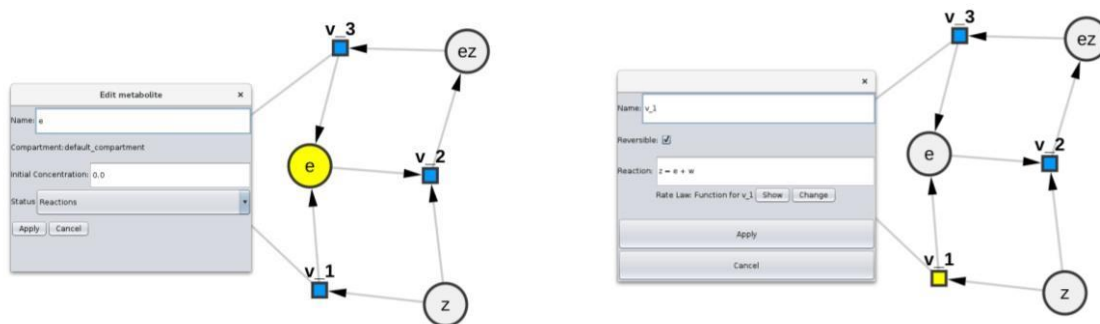 v_3
ez
Edit metabolite ×
Name: e
Compartment:default_compartment
Initial Concentration: 0.0
Status Reactions
Apply Cancel
e
v_2
v_1
z
v_3
ez
×
Name: v_1
Reversible:
Reaction: z = e + w
Rate Law: Function for v_1 Show Change
Apply
Cancel
e
v_2
v_1
z